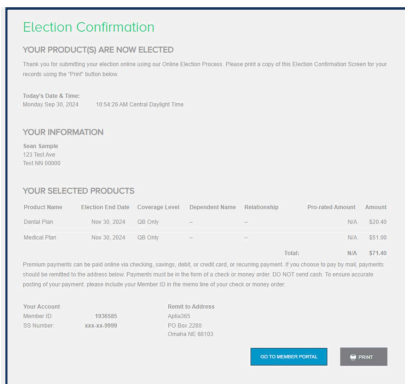 Election Confirmation
YOUR PRODUCT(S) ARE NOW ELECTED
Thank you for submitting your election online using our Online Election Process. Please print a copy of this Election Confirmation Screen for your
records using the "Print" button below.
Today's Date & Time:
Monday Sep 30, 2024 10:54:26 AM Central Daylight Time
YOUR INFORMATION
Sean Sample
123 Test Ave
Test NN 00000
YOUR SELECTED PRODUCTS
Product Name Election End Date Coverage Level Dependent Name Relationship Pro-rated Amount Amount
Dental Plan Nov 30, 2024 QB Only -- -- N/A
Medical Plan Nov 30, 2024 QB Only -- -- N/A
Total: N/A $71.40
Premium payments can be paid online via checking, savings, debit, or credit card, or recurring payment. If you choose to pay by mail, payments
should be remitted to the address below. Payments must be in the form of a check or money order. DO NOT send cash. To ensure accurate
posting of your payment, please include your Member ID in the memo line of your check or money order.
Your Account Remit to Address
Member ID: 1036585 Aptia365
SS Number: xxx-xx-9999 PO Box 2288
Omaha NE 68103
GO TO MEMBER PORTAL PRINT